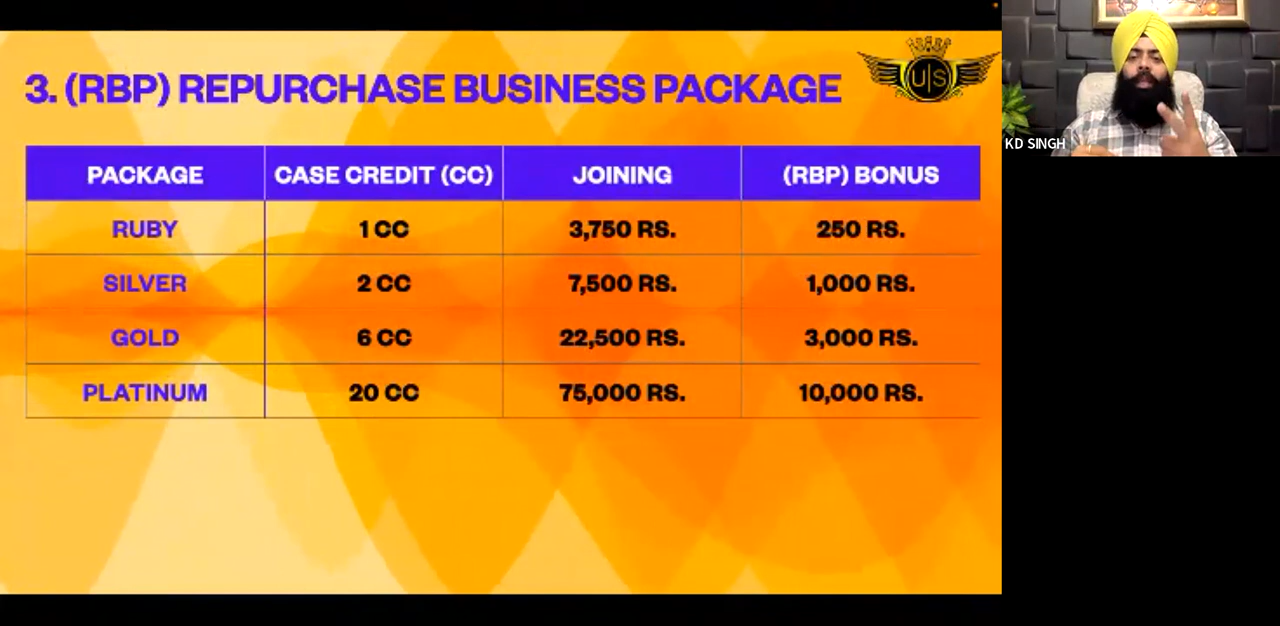 3. (RBP) REPURCHASE BUSINESS PACKAGE
U|S
PACKAGE CASE CREDIT (CC) JOINING (RBP) BONUS
RUBY 1 CC 3,750 RS. 250 RS.
SILVER 2 CC 7,500 RS. 1,000 RS.
GOLD 6 CC 22,500 RS. 3,000 RS.
PLATINUM 20 CC 75,000 RS. 10,000 RS.
KD SINGH